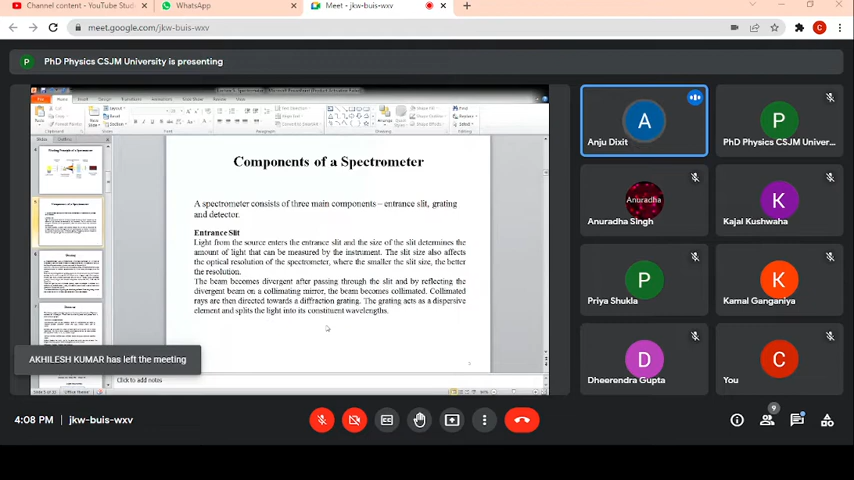 Channel content - YouTube Stud
WhatsApp
Meet - jkw-buis-wxv
meet.google.com/jkw-buis-wxv
PhD Physics CSJM University is presenting
Components of a Spectrometer
A spectrometer consists of three main components – entrance slit, grating
and detector.
Entrance Slit
Light from the source enters the entrance slit and the size of the slit determines the
amount of light that can be measured by the instrument. The slit size also affects
the optical resolution of the spectrometer, where the smaller the slit size, the better
the resolution.
The beam becomes divergent after passing through the slit and by reflecting the
divergent beam on a collimating mirror, the beam becomes collimated. Collimated
rays are then directed towards a diffraction grating. The grating acts as a dispersive
element and splits the light into its constituent wavelengths.
Click to add notes
AKHILESH KUMAR has left the meeting
A
Anju Dixit
P
PhD Physics CSJM Univer...
Anuradha
Anuradha Singh
K
Kajal Kushwaha
P
Priya Shukla
K
Kamal Ganganiya
D
Dheerendra Gupta
C
You
4:08 PM | jkw-buis-wxv
9